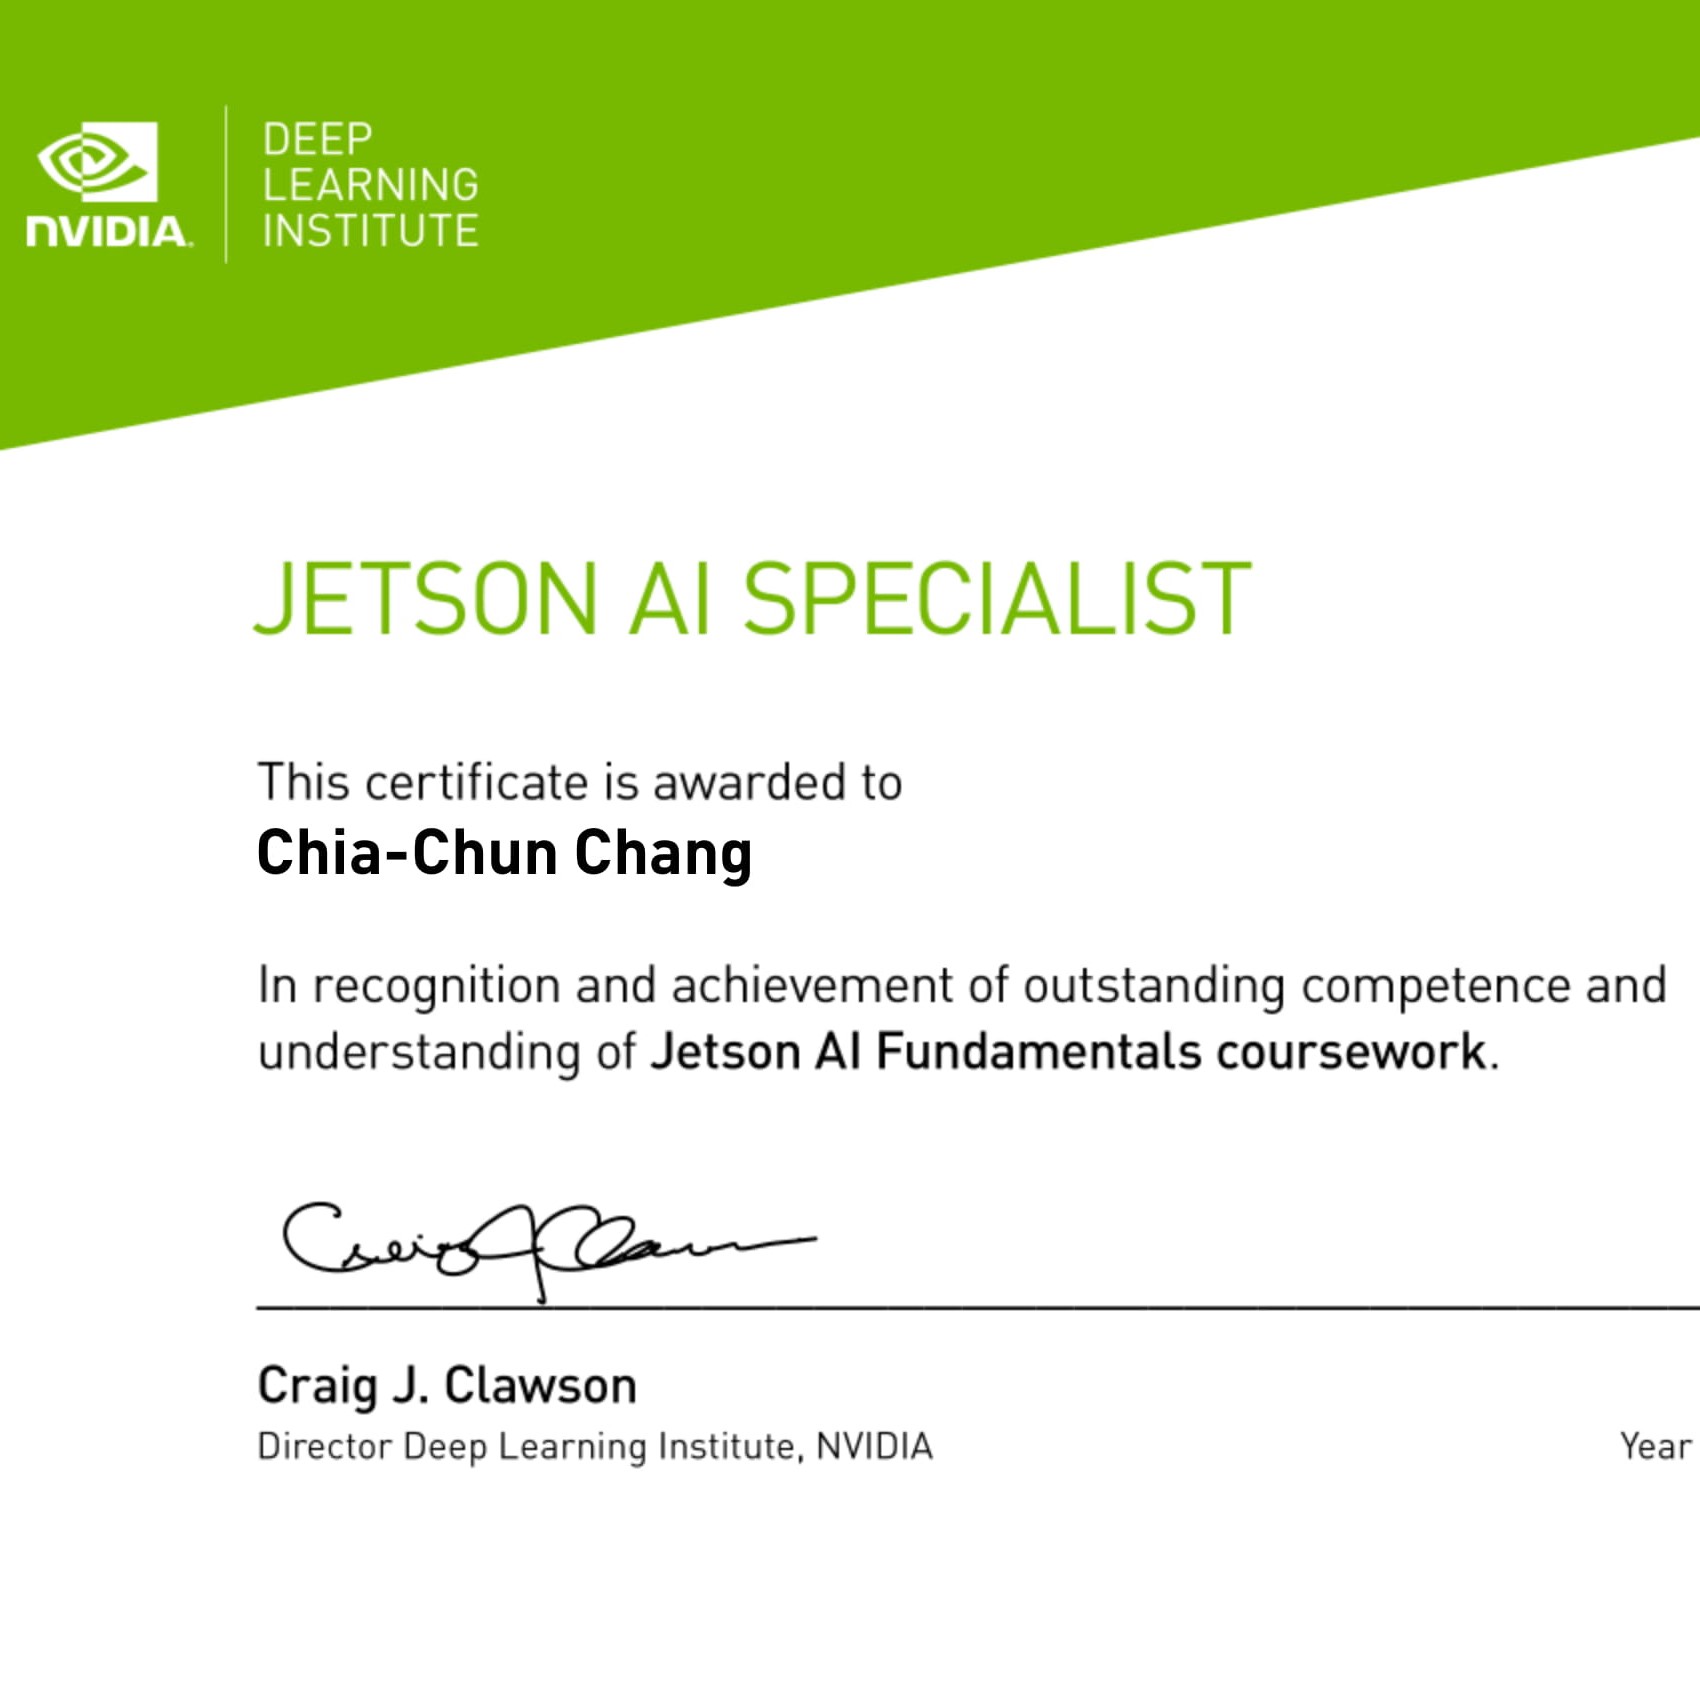 NVIDIA.
DEEP
LEARNING
INSTITUTE
JETSON AI SPECIALIST
This certificate is awarded to
Chia-Chun Chang
In recognition and achievement of outstanding competence and
understanding of Jetson AI Fundamentals coursework.
Craig J Clawson
Craig J. Clawson
Director Deep Learning Institute, NVIDIA
Year